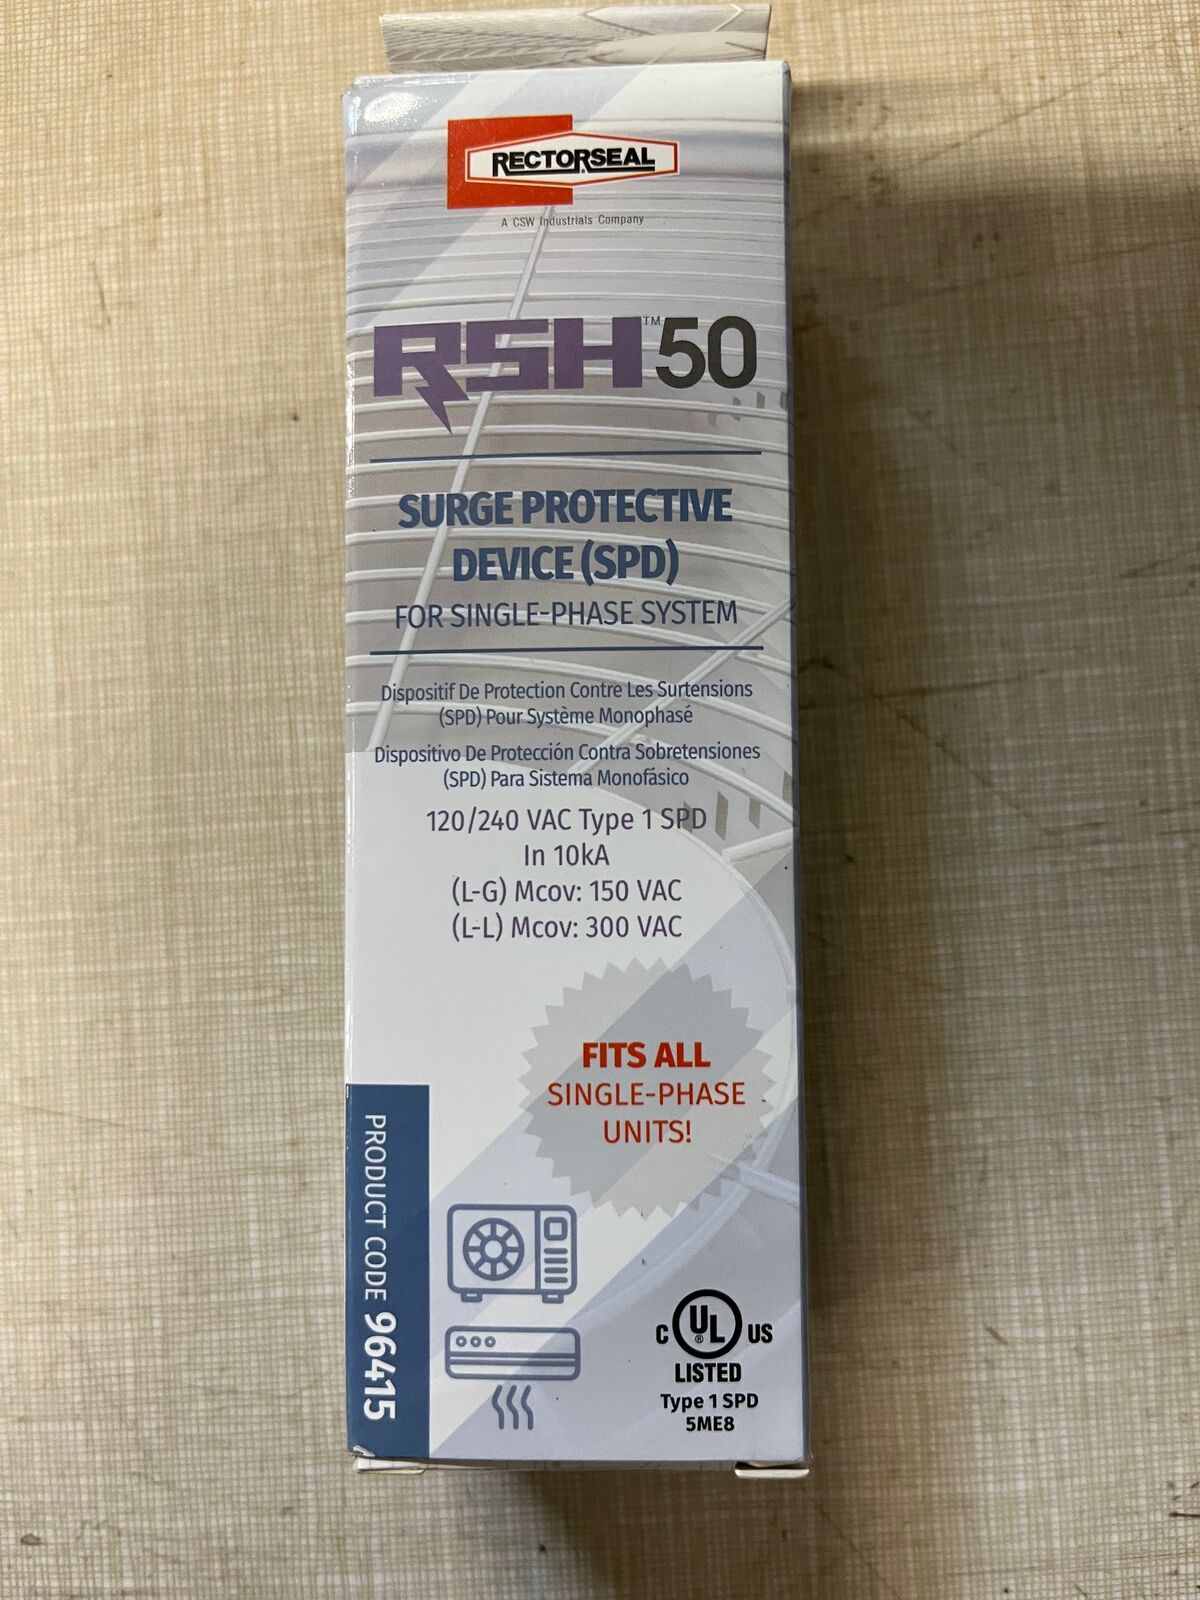 RECTORSEAL®
A CSW Industrials Company
RSH™50
SURGE PROTECTIVE
DEVICE (SPD)
FOR SINGLE-PHASE SYSTEM
Dispositif De Protection Contre Les Surtensions
(SPD) Pour Système Monophasé
Dispositivo De Protección Contra Sobretensiones
(SPD) Para Sistema Monofásico
120/240 VAC Type 1 SPD
In 10kA
(L-G) Mcov: 150 VAC
(L-L) Mcov: 300 VAC
FITS ALL
SINGLE-PHASE
UNITS!
PRODUCT CODE 96415
C UL® US
LISTED
Type 1 SPD
5ME8